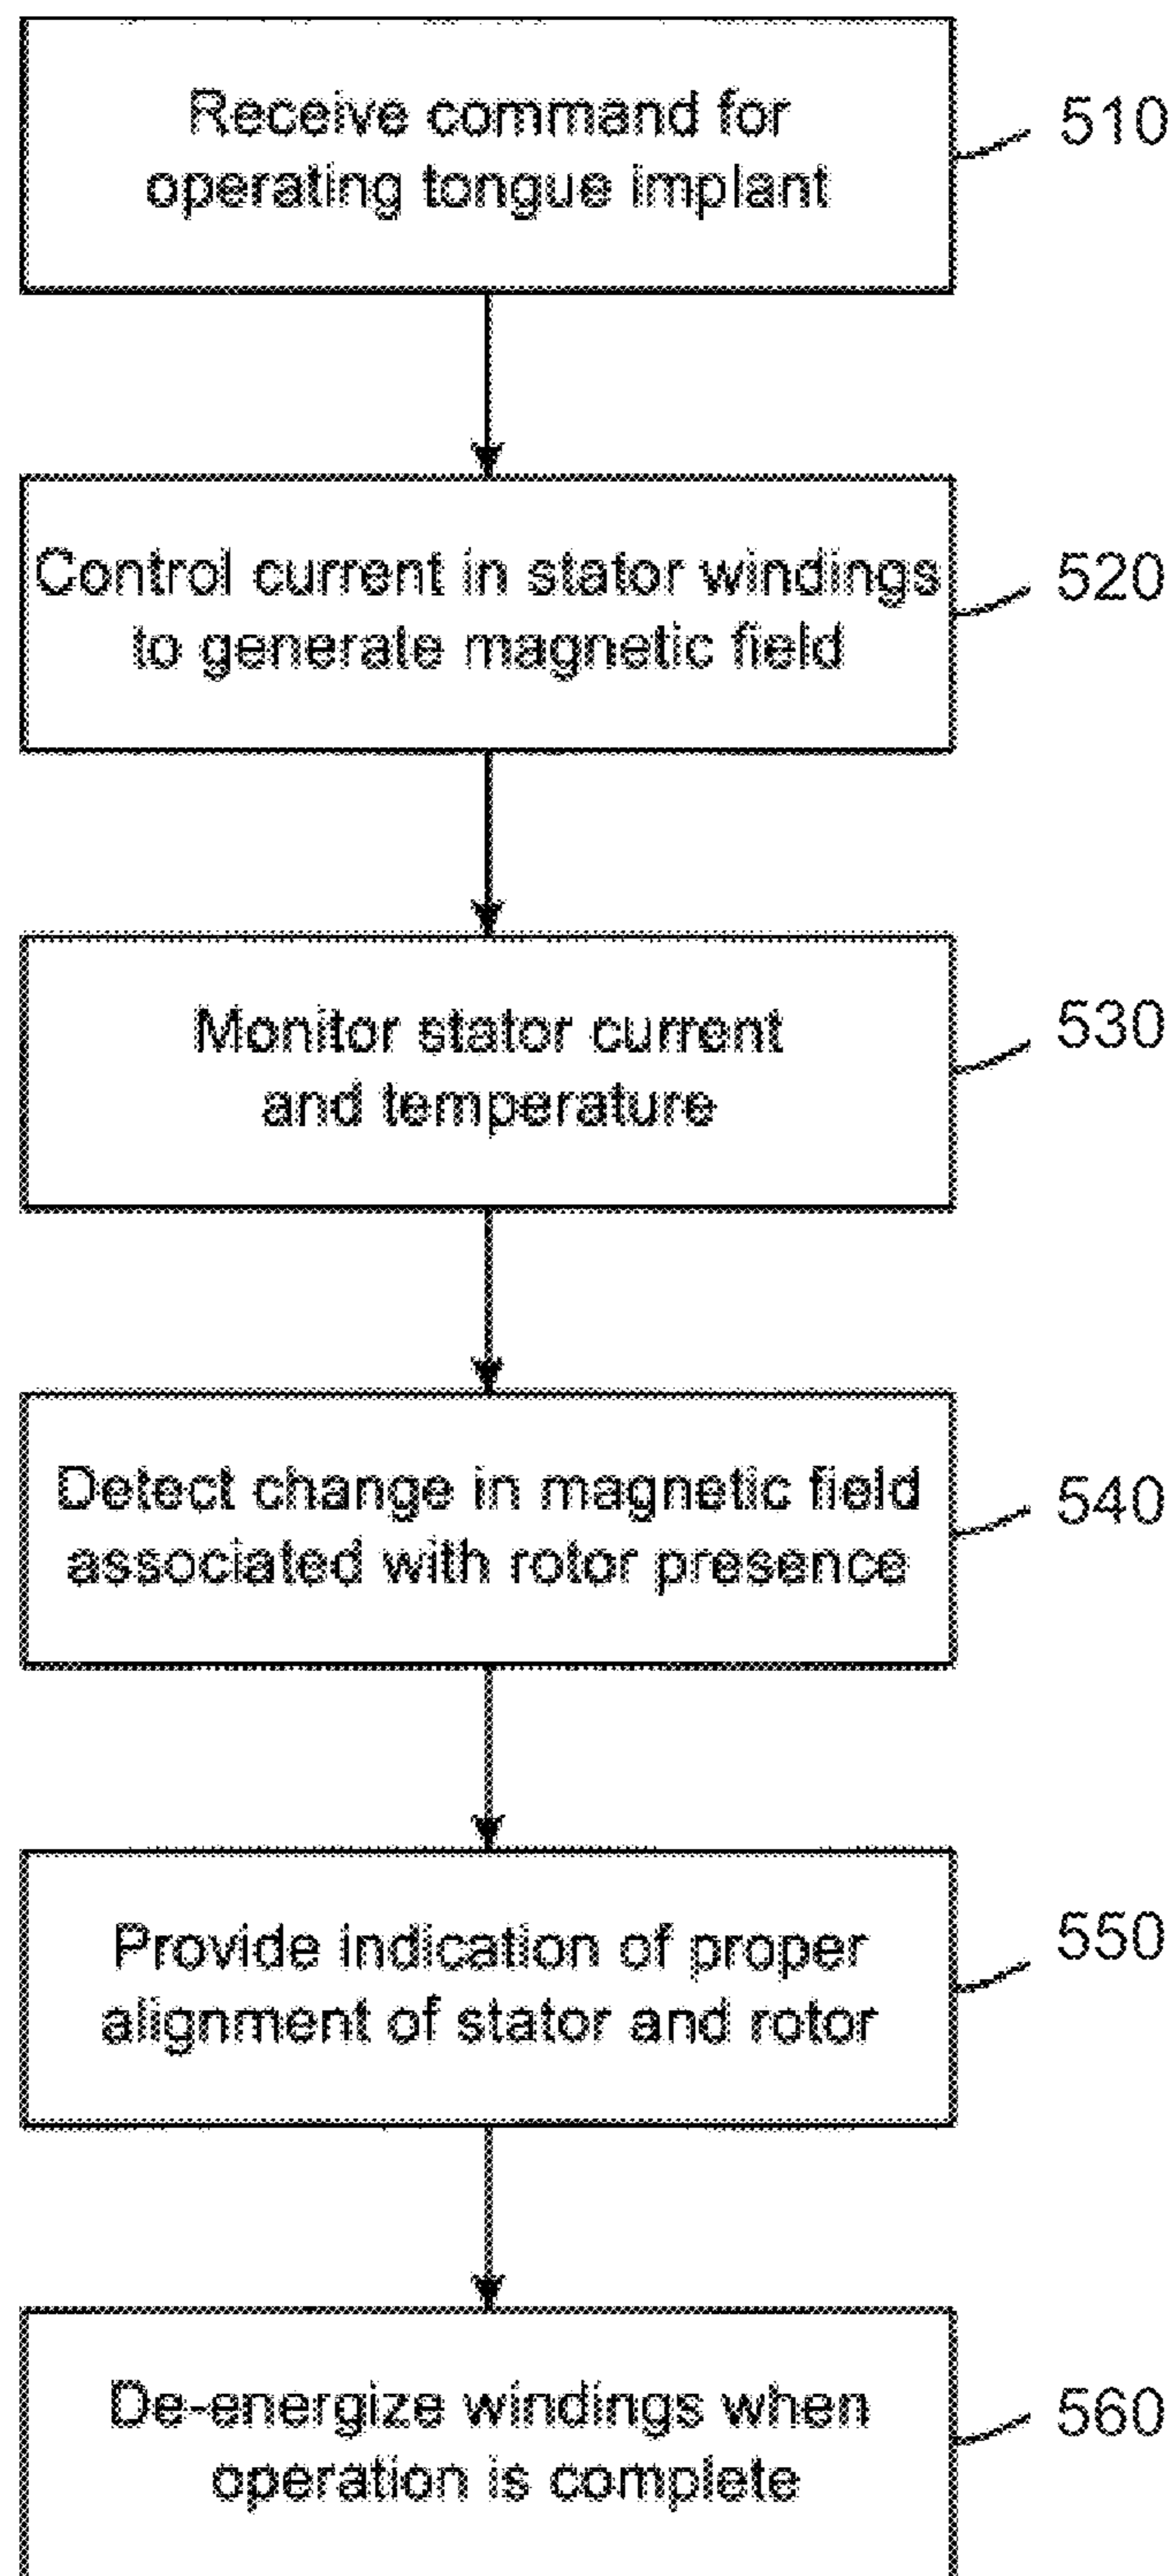 Receive command for
operating tongue implant
510
Control current in stator windings
to generate magnetic field
520
Monitor stator current
and temperature
530
Detect change in magnetic field
associated with rotor presence
540
Provide indication of proper
alignment of stator and rotor
550
De-energize windings when
operation is complete
560